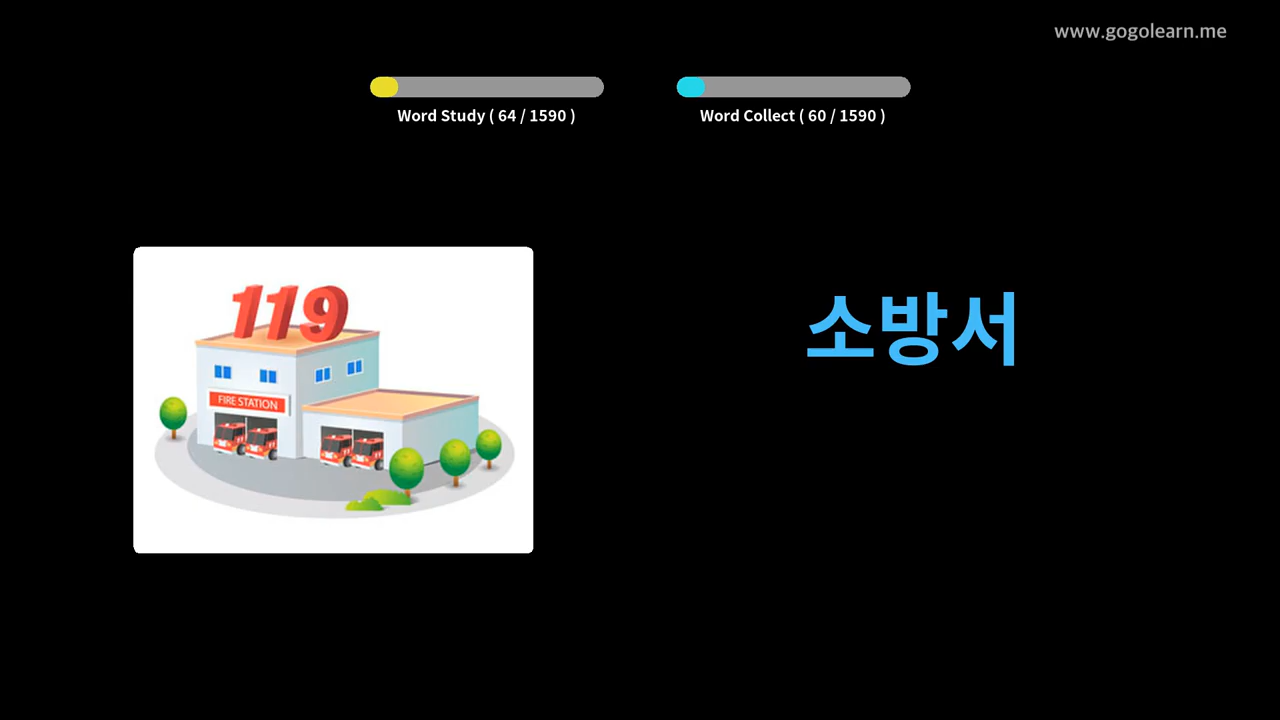 www.gogolearn.me
Word Study ( 64 / 1590 )
Word Collect ( 60 / 1590 )
119
FIRE STATION
소방서